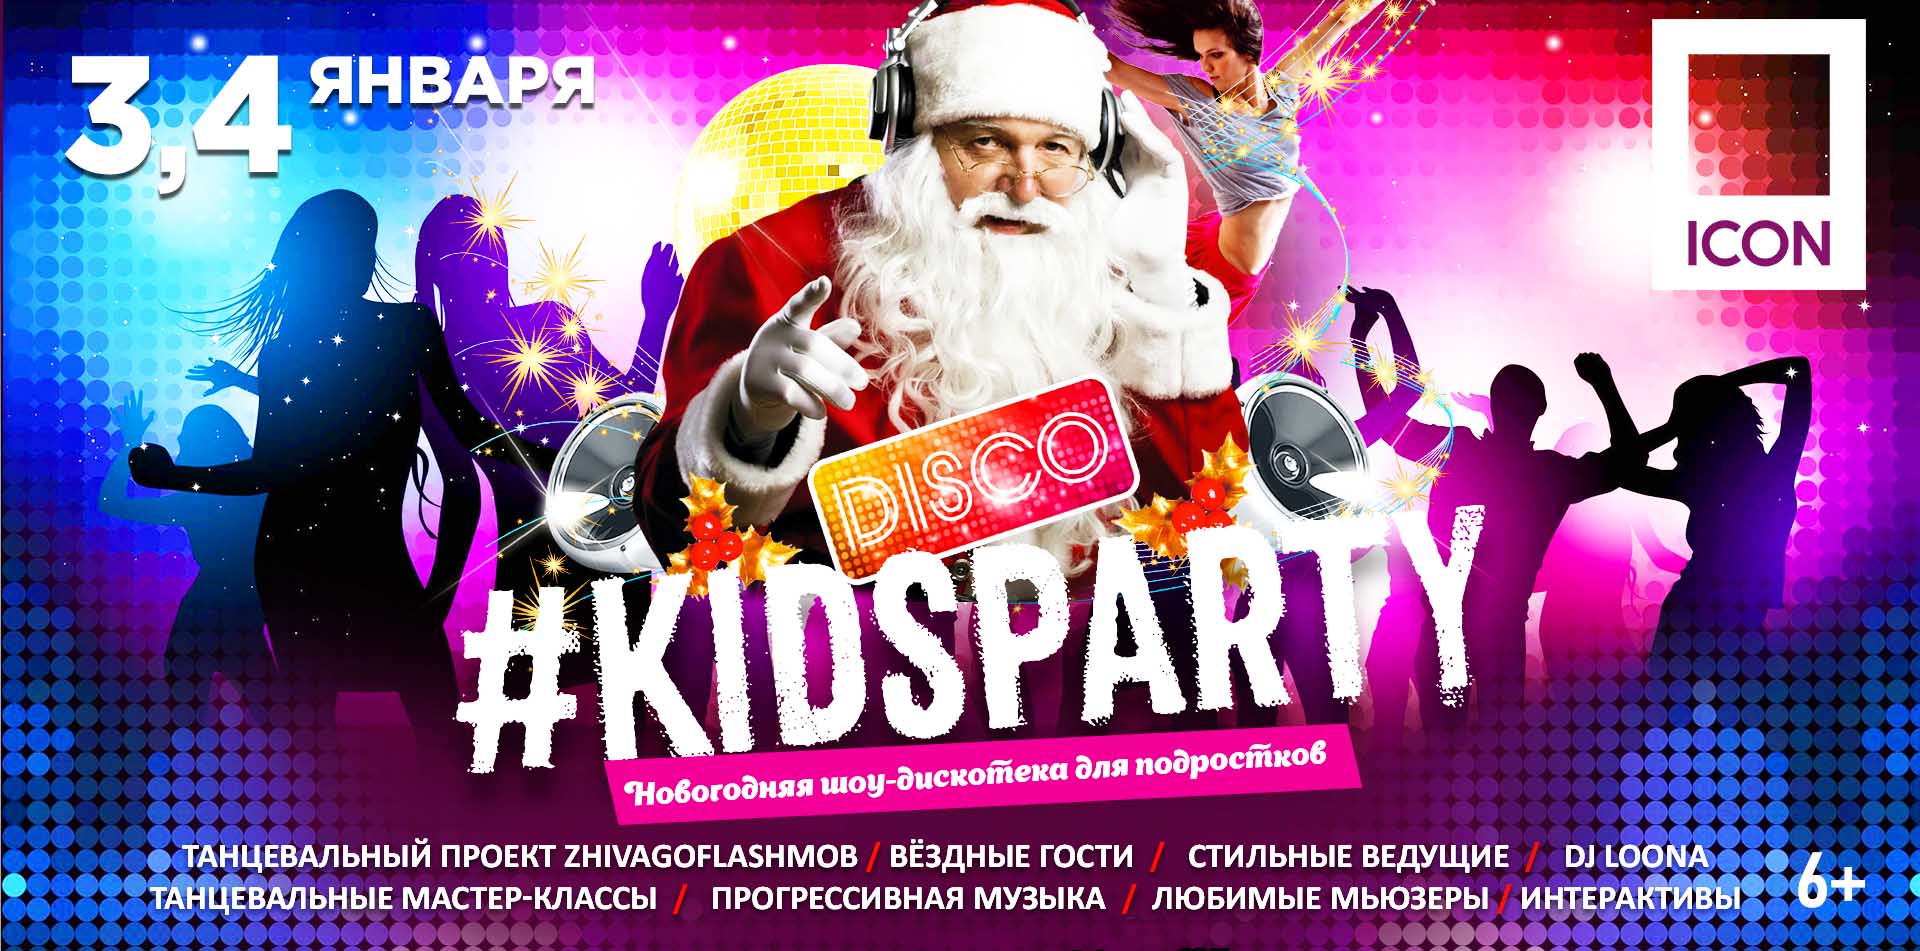 3,4 ЯНВАРЯ
ICON
DISCO
#KIDSPARTY
Новогодняя шоу-дискотека для подростков
ТАНЦЕВАЛЬНЫЙ ПРОЕКТ ZHIVAGOFLASHMOB / ВЁЗДНЫЕ ГОСТИ / СТИЛЬНЫЕ ВЕДУЩИЕ / DJ LOONA
ТАНЦЕВАЛЬНЫЕ МАСТЕР-КЛАССЫ / ПРОГРЕССИВНАЯ МУЗЫКА / ЛЮБИМЫЕ МЬЮЗЕРЫ / ИНТЕРАКТИВЫ
6+